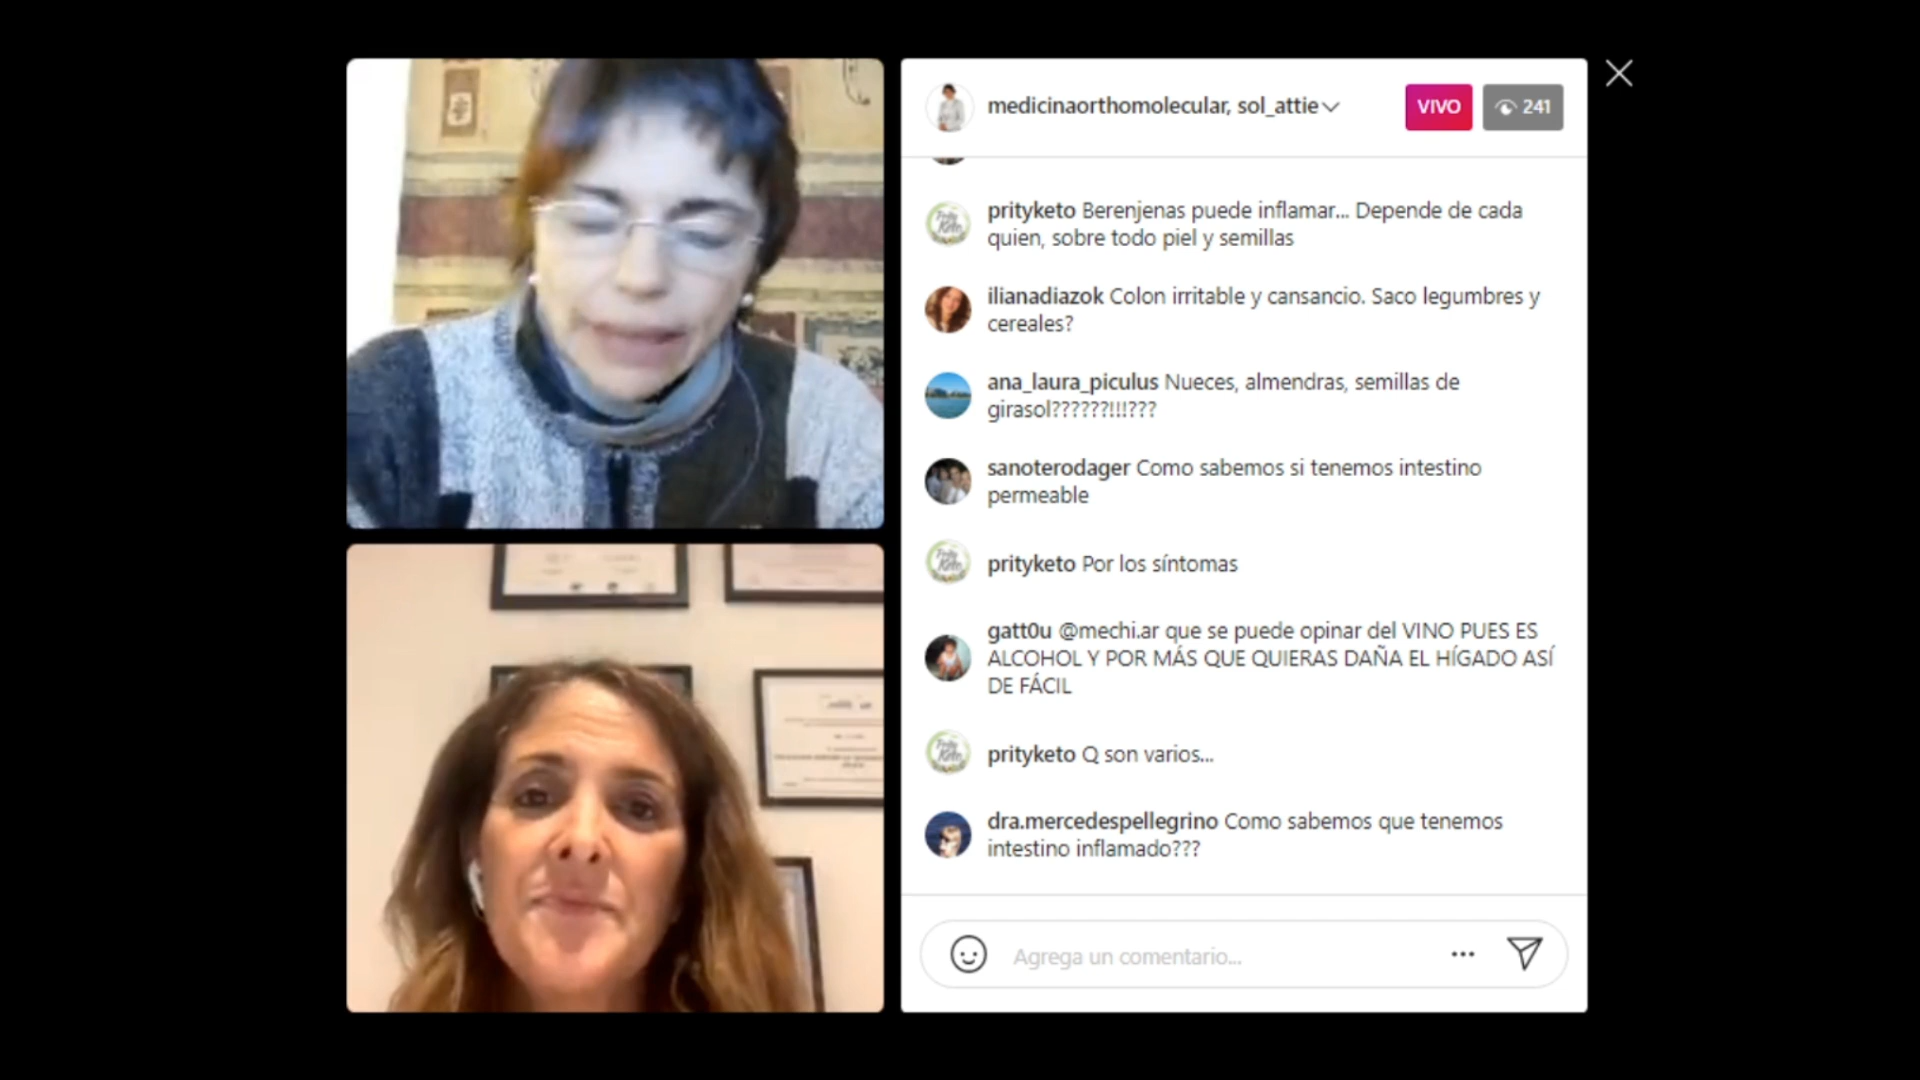 medicinaorthomolecular, sol_attie
VIVO
241
prityketo Berenjenas puede inflamar... Depende de cada
quien, sobre todo piel y semillas
ilianadiazok Colon irritable y cansancio. Saco legumbres y
cereales?
ana_laura_piculus Nueces, almendras, semillas de
girasol??????!!!???
sanoterodager Como sabemos si tenemos intestino
permeable
prityketo Por los síntomas
gatt0u @mechi.ar que se puede opinar del VINO PUES ES
ALCOHOL Y POR MÁS QUE QUIERAS DAÑA EL HÍGADO ASÍ
DE FÁCIL
prityketo Q son varios...
dra.mercedespellegrino Como sabemos que tenemos
intestino inflamado???
Agrega un comentario...